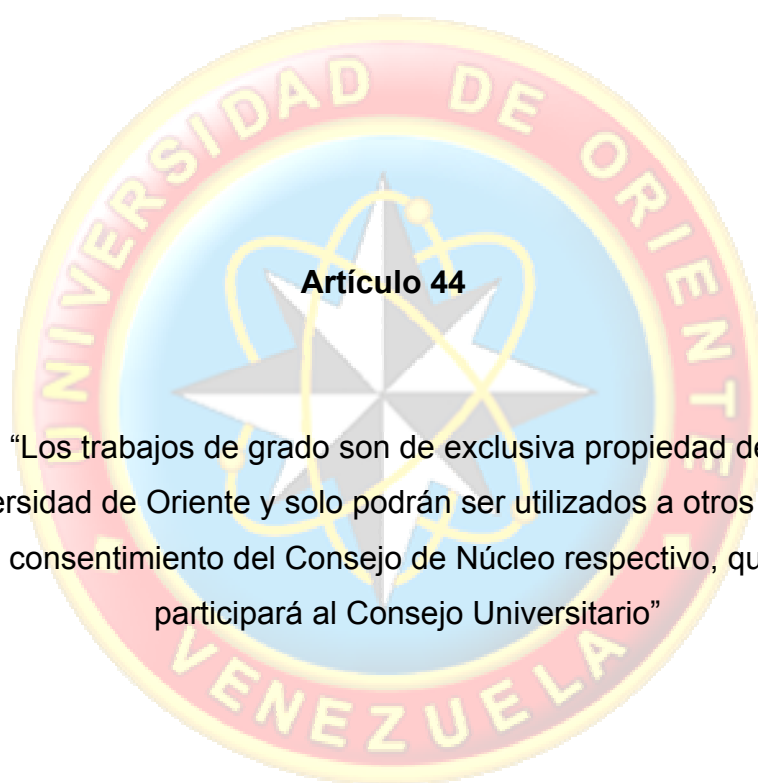 UNIVERSIDAD DE ORIENTE
Artículo 44
“Los trabajos de grado son de exclusiva propiedad de
ersidad de Oriente y solo podrán ser utilizados a otros
consentimiento del Consejo de Núcleo respectivo, qu
participará al Consejo Universitario”
VENEZUELA